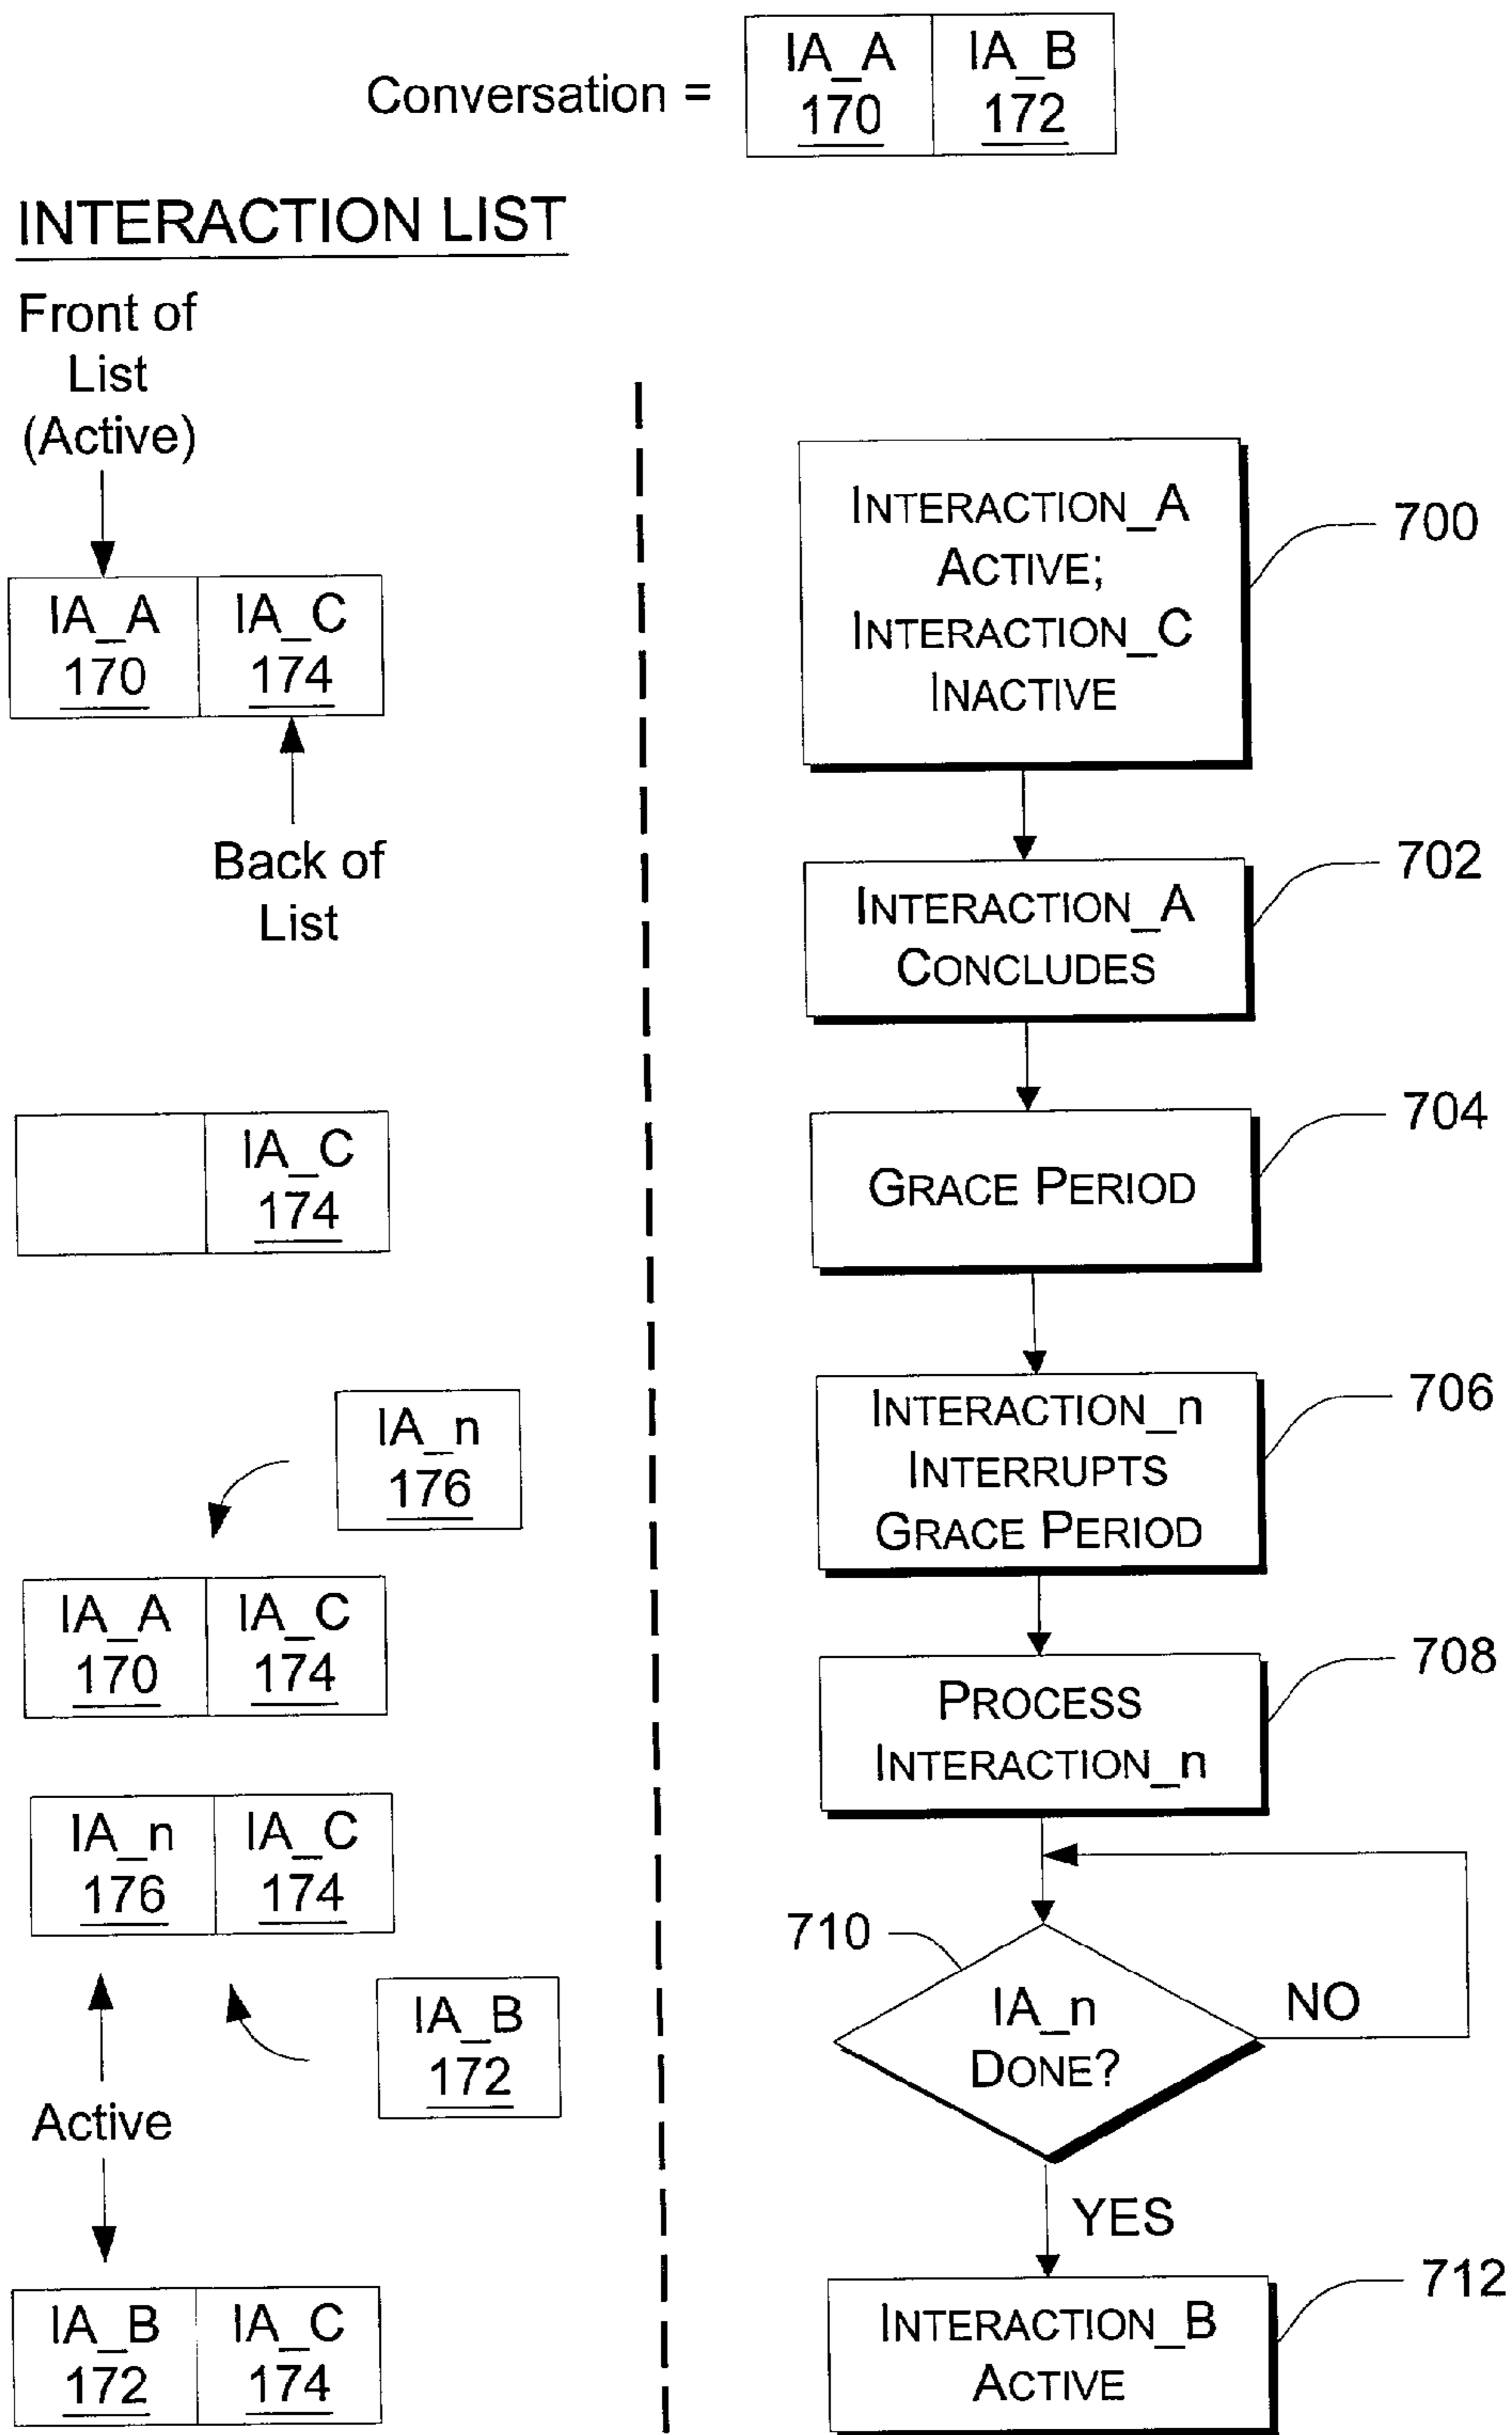 Conversation =
IA_A
170
IA_B
172
INTERACTION LIST
Front of
List
(Active)
IA_A
170
IA_C
174
Back of
List
IA_C
174
IA_n
176
IA_A
170
IA_C
174
IA_n
176
IA_C
174
IA_B
172
Active
IA_B
172
IA_C
174
INTERACTION_A
ACTIVE;
INTERACTION_C
INACTIVE
700
INTERACTION_A
CONCLUDES
702
GRACE PERIOD
704
INTERACTION_n
INTERRUPTS
GRACE PERIOD
706
PROCESS
INTERACTION_n
708
710
IA_n
DONE?
NO
YES
INTERACTION_B
ACTIVE
712